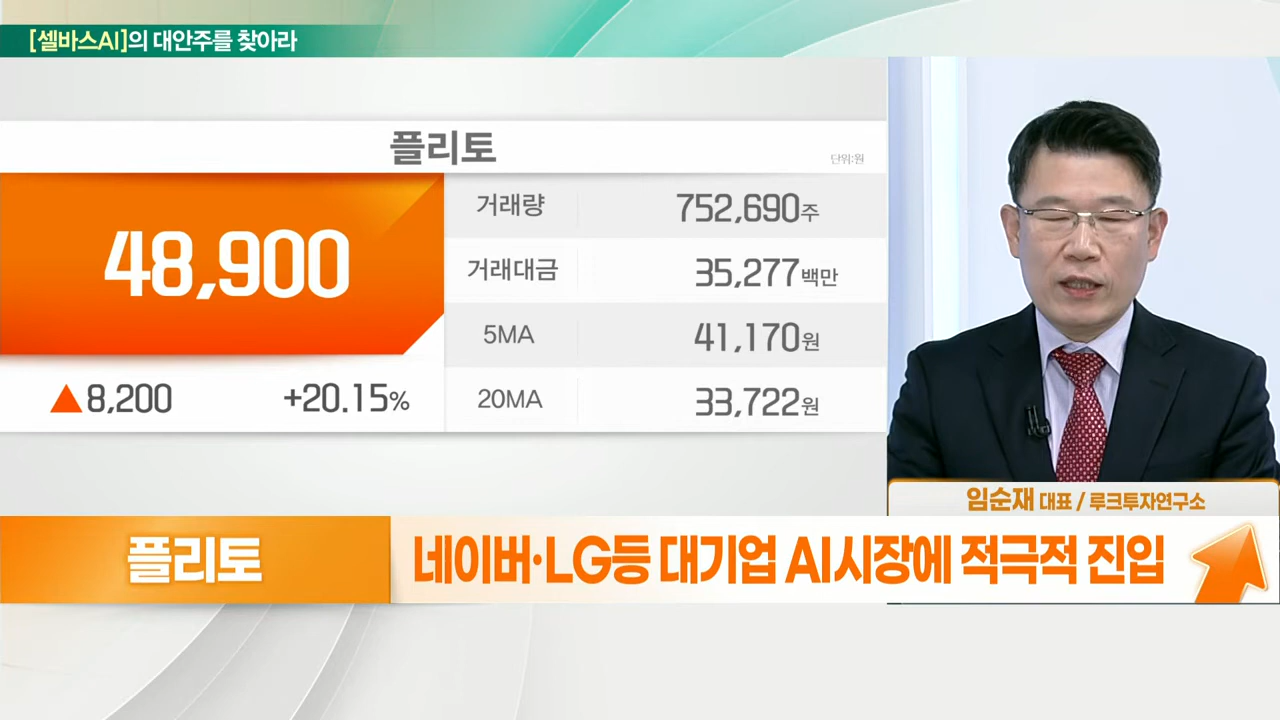 [셀바스AI]의 대안주를 찾아라
플리토
단위:원
48,900
▲8,200 +20.15%
거래량 752,690주
거래대금 35,277백만
5MA 41,170원
20MA 33,722원
임순재 대표 / 루크투자연구소
플리토
네이버·LG등 대기업 AI시장에 적극적 진입